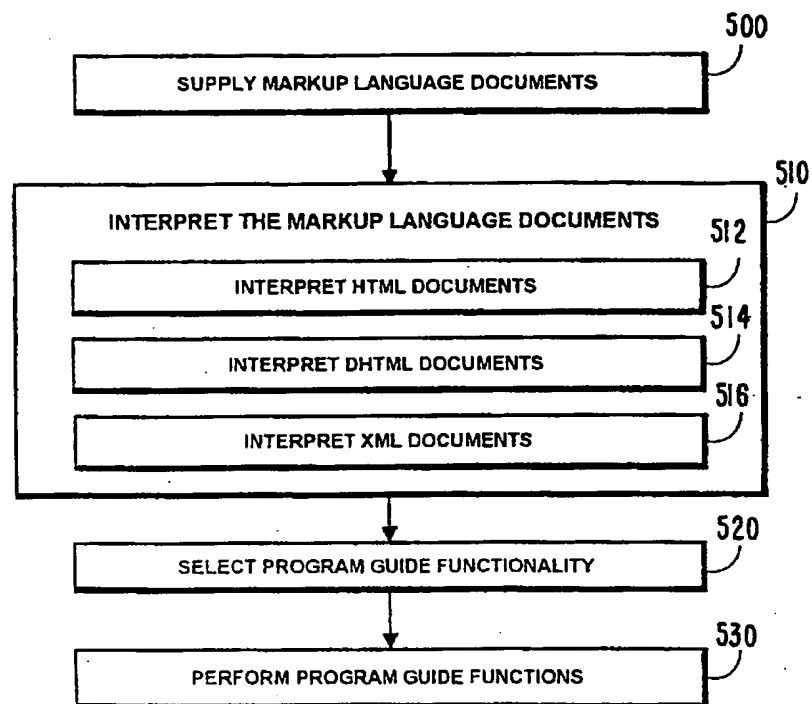 500
SUPPLY MARKUP LANGUAGE DOCUMENTS
510
INTERPRET THE MARKUP LANGUAGE DOCUMENTS
512
INTERPRET HTML DOCUMENTS
514
INTERPRET DHTML DOCUMENTS
516
INTERPRET XML DOCUMENTS
520
SELECT PROGRAM GUIDE FUNCTIONALITY
530
PERFORM PROGRAM GUIDE FUNCTIONS